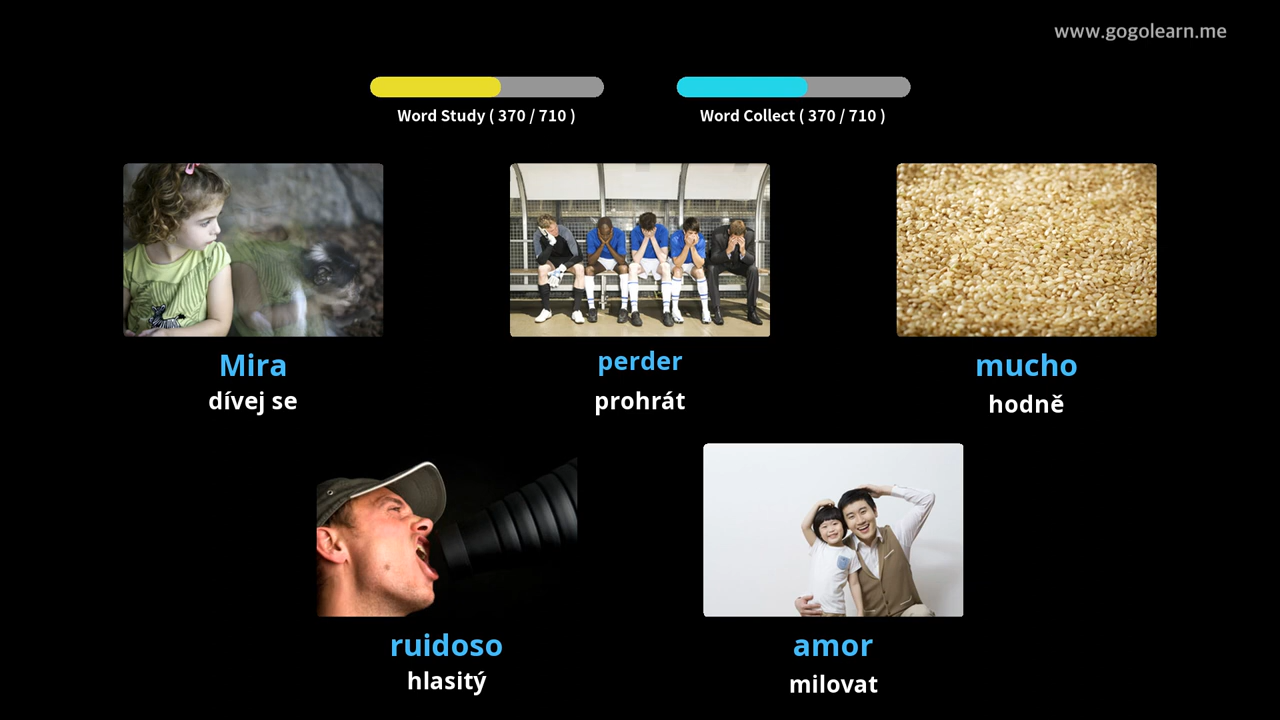 www.gogolearn.me
Word Study ( 370 / 710 )
Word Collect ( 370 / 710 )
Mira
dívej se
perder
prohrát
mucho
hodně
ruidoso
hlasitý
amor
milovat